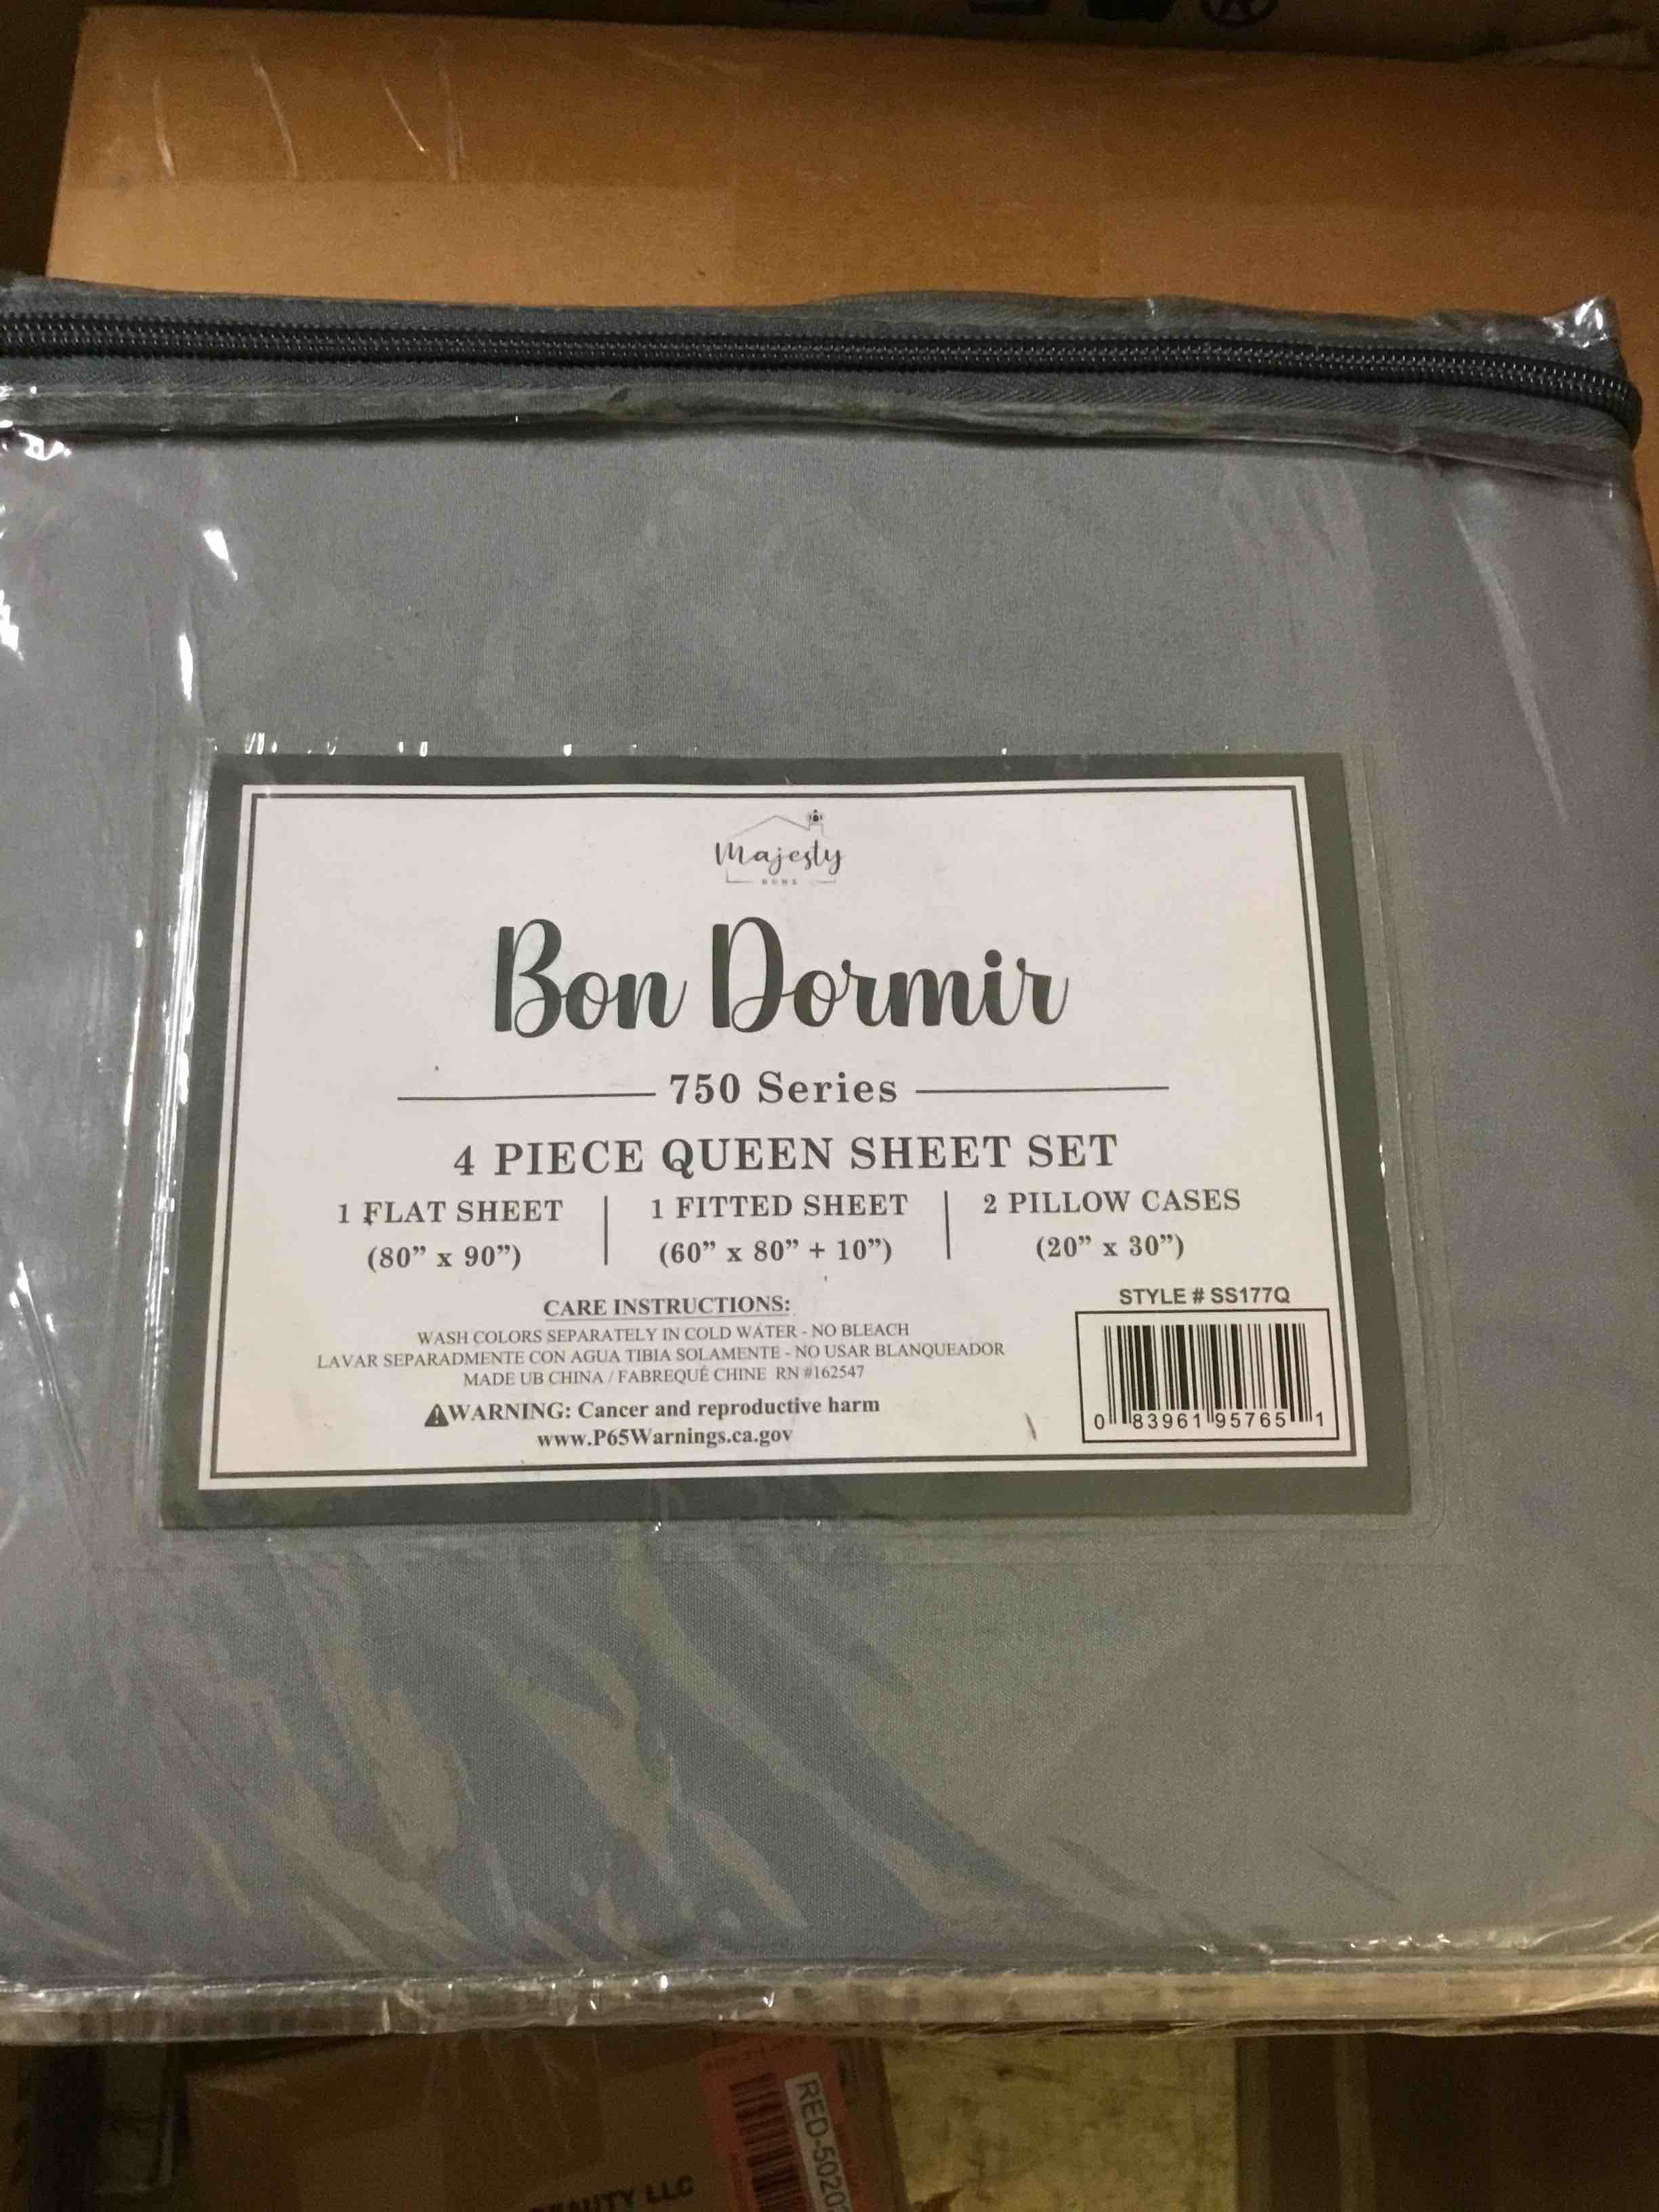 ®
Majesty
HOME
Bon Dormir
750 Series
4 PIECE QUEEN SHEET SET
1 FLAT SHEET
(80” x 90”)
1 FITTED SHEET
(60” x 80” + 10”)
2 PILLOW CASES
(20” x 30”)
CARE INSTRUCTIONS:
WASH COLORS SEPARATELY IN COLD WATER - NO BLEACH
LAVAR SEPARADMENTE CON AGUA TIBIA SOLAMENTE - NO USAR BLANQUEADOR
MADE UB CHINA / FABREQUÉ CHINE RN #162547
WARNING: Cancer and reproductive harm
www.P65Warnings.ca.gov
STYLE # SS177Q
0 83961 95765 1
RED-5020
EAUTY LLC